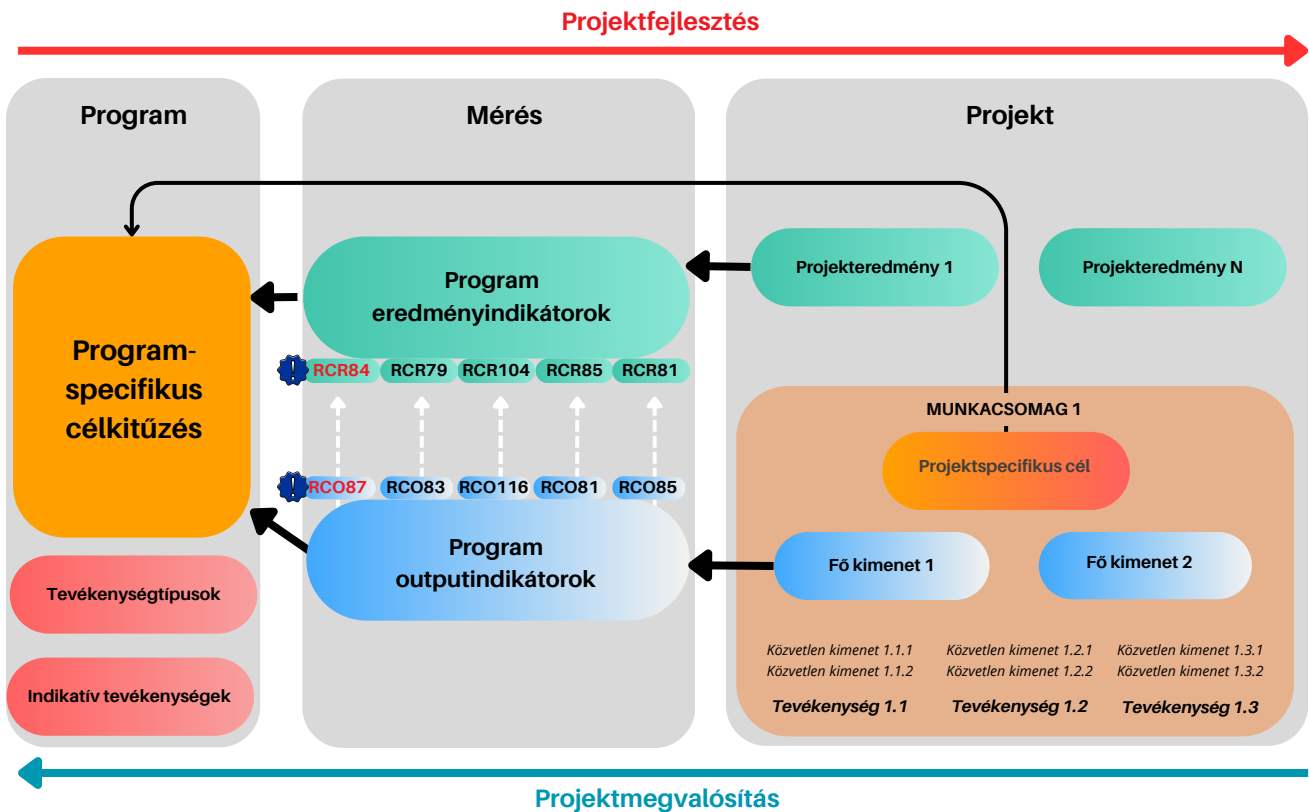 Projektfejlesztés
Program
Mérés
Projekt
Program-
specifikus
célkitűzés
Tevékenységtípusok
Indikatív tevékenységek
Program
eredményindikátorok
RCR84 RCR79 RCR104 RCR85 RCR81
RCO87 RCO83 RCO116 RCO81 RCO85
Program
outputindikátorok
Projekteredmény 1
Projekteredmény N
MUNKACSOMAG 1
Projektspecifikus cél
Fő kimenet 1
Fő kimenet 2
Közvetlen kimenet 1.1.1
Közvetlen kimenet 1.1.2
Tevékenység 1.1
Közvetlen kimenet 1.2.1
Közvetlen kimenet 1.2.2
Tevékenység 1.2
Közvetlen kimenet 1.3.1
Közvetlen kimenet 1.3.2
Tevékenység 1.3
Projektmegvalósítás